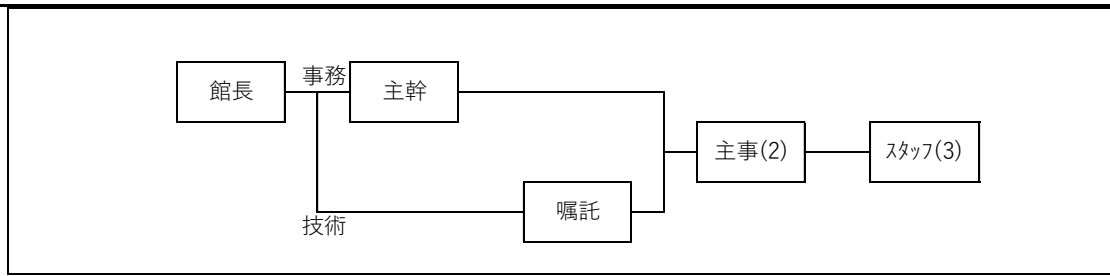 館長
事務
主幹
主事(2)
ｽﾀｯﾌ(3)
嘱託
技術